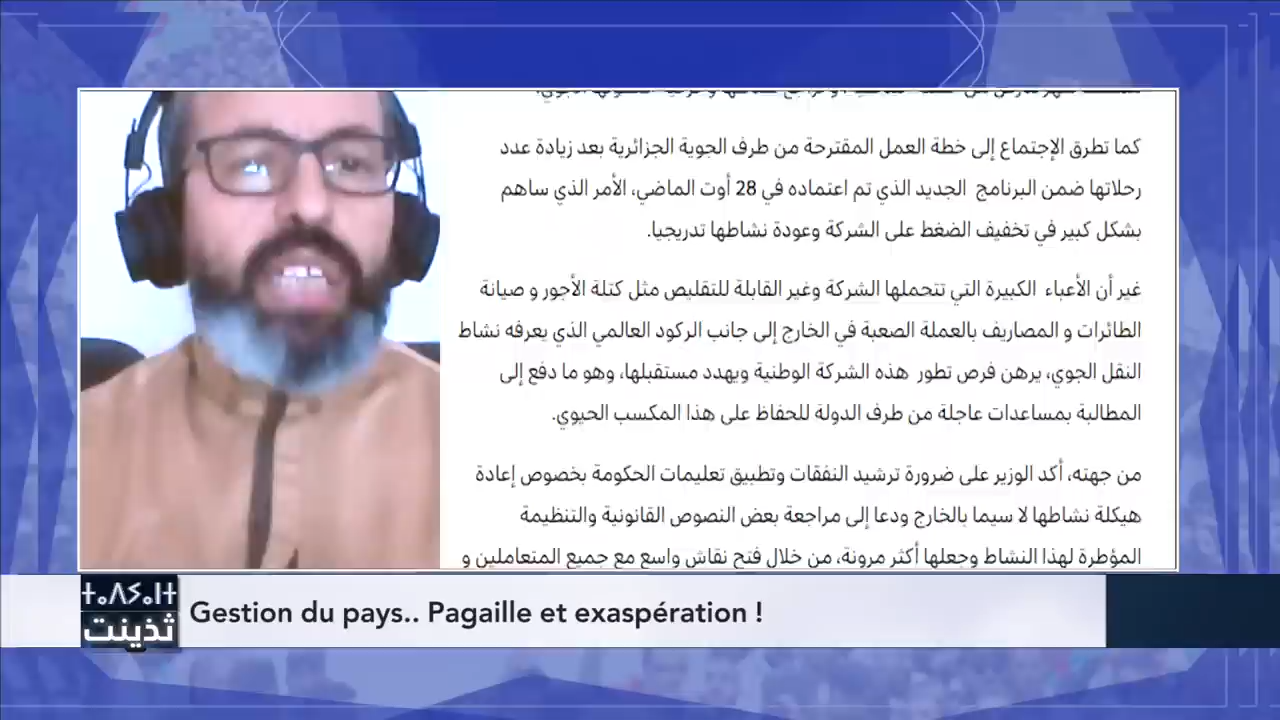 كما تطرق الإجتماع إلى خطة العمل المقترحة من طرف الجوية الجزائرية بعد زيادة عدد
رحلاتها ضمن البرنامج الجديد الذي تم اعتماده في 28 أوت الماضي، الأمر الذي ساهم
بشكل كبير في تخفيف الضغط على الشركة وعودة نشاطها تدريجيا.
غير أن الأعباء الكبيرة التي تتحملها الشركة وغير القابلة للتقليص مثل كتلة الأجور و صيانة
الطائرات و المصاريف بالعملة الصعبة في الخارج إلى جانب الركود العالمي الذي يعرفه نشاط
النقل الجوي، يرهن فرص تطور هذه الشركة الوطنية ويهدد مستقبلها، وهو ما دفع إلى
المطالبة بمساعدات عاجلة من طرف الدولة للحفاظ على هذا المكسب الحيوي.
من جهته، أكد الوزير على ضرورة ترشيد النفقات وتطبيق تعليمات الحكومة بخصوص إعادة
هيكلة نشاطها لا سيما بالخارج ودعا إلى مراجعة بعض النصوص القانونية والتنظيمة
المؤطرة لهذا النشاط وجعلها أكثر مرونة، من خلال فتح نقاش واسع مع جميع المتعاملين و
ⵜⴰⴷⵢⴰⵏⵜ
ثذينت
Gestion du pays.. Pagaille et exaspération !